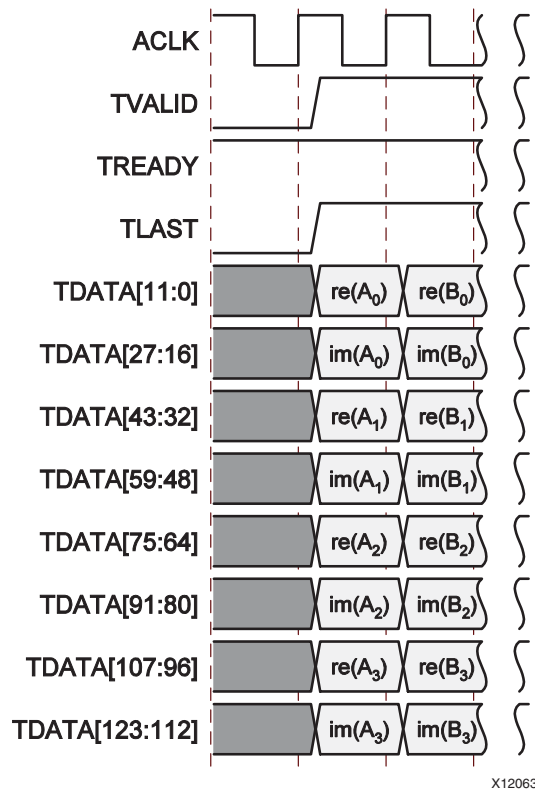 ACLK
TVALID
TREADY
TLAST
TDATA[11:0] re(A₀) re(B₀)
TDATA[27:16] im(A₀) im(B₀)
TDATA[43:32] re(A₁) re(B₁)
TDATA[59:48] im(A₁) im(B₁)
TDATA[75:64] re(A₂) re(B₂)
TDATA[91:80] im(A₂) im(B₂)
TDATA[107:96] re(A₃) re(B₃)
TDATA[123:112] im(A₃) im(B₃)
X12063